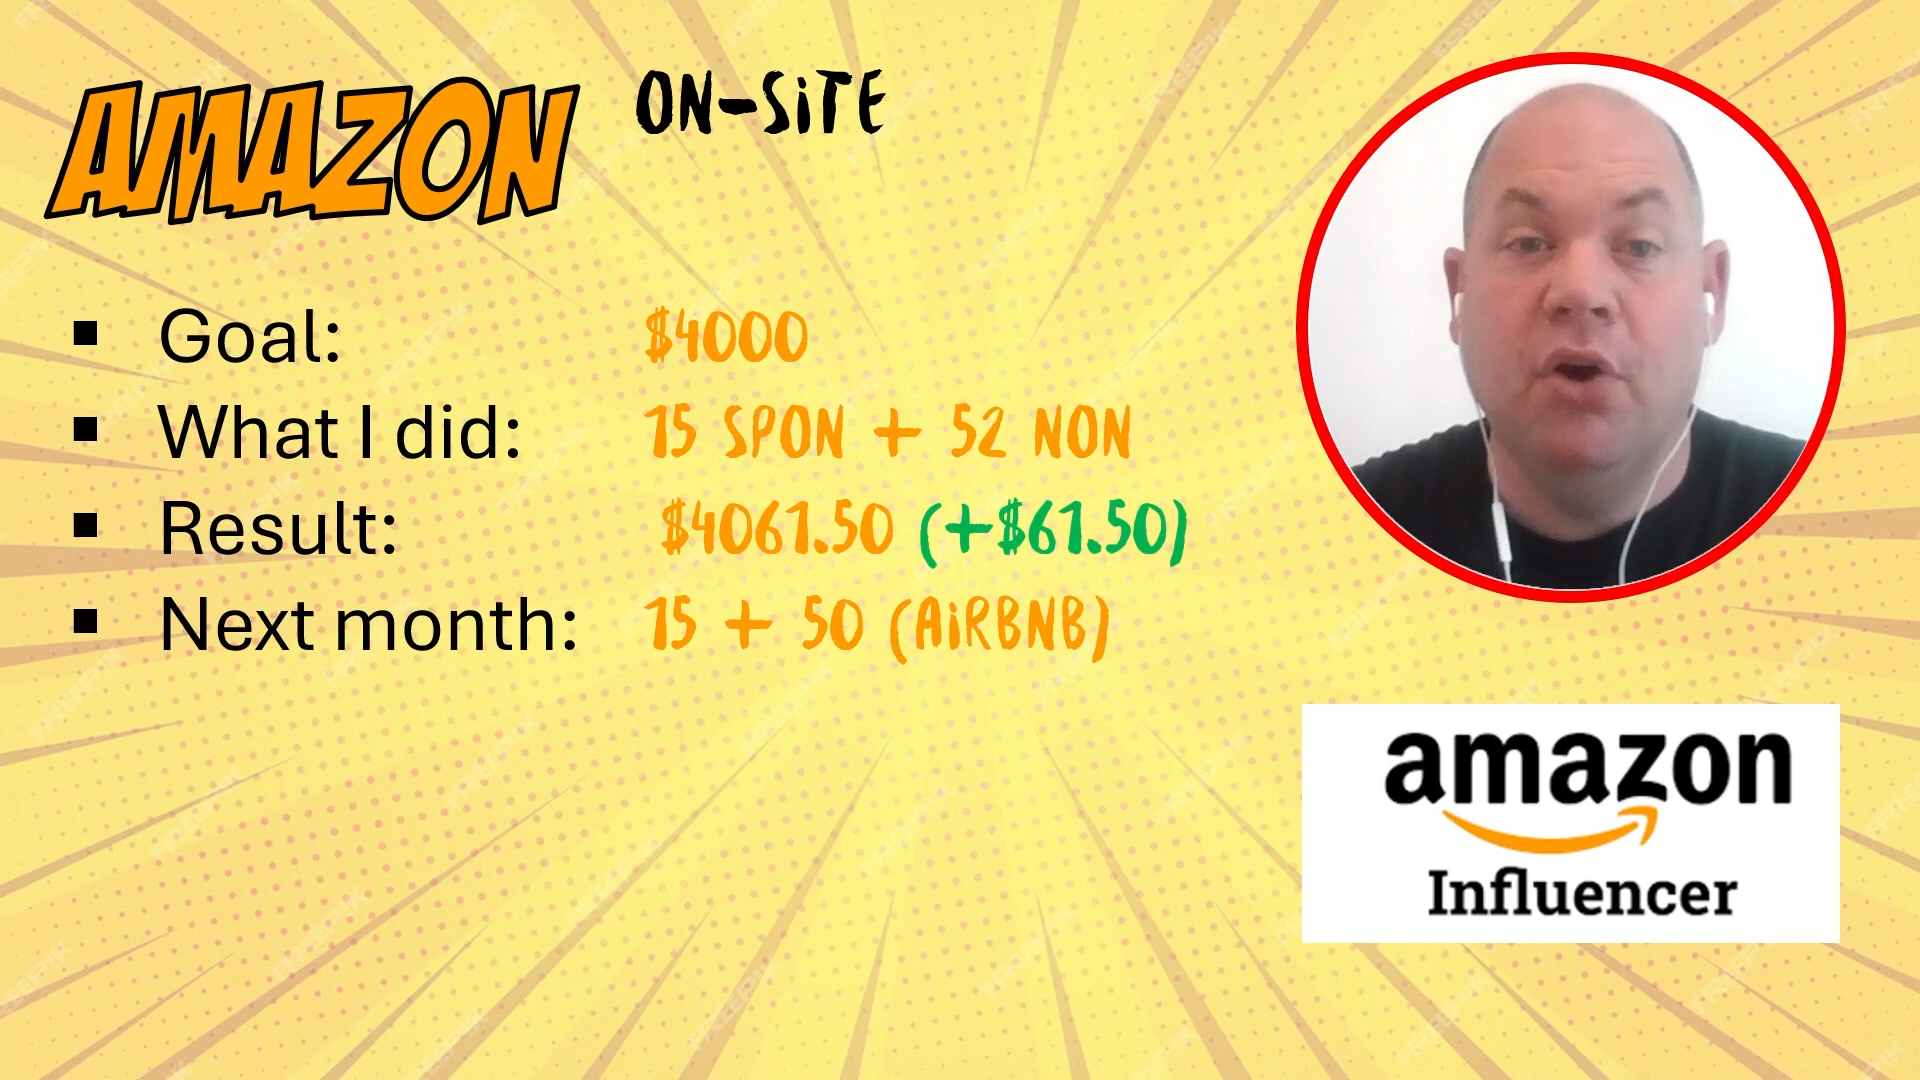 AMAZON ON-SiTE
Goal: $4000
What I did: 15 SPON + 52 NON
Result: $4061.50 (+$61.50)
Next month: 15 + 50 (AiRBNB)
amazon
Influencer